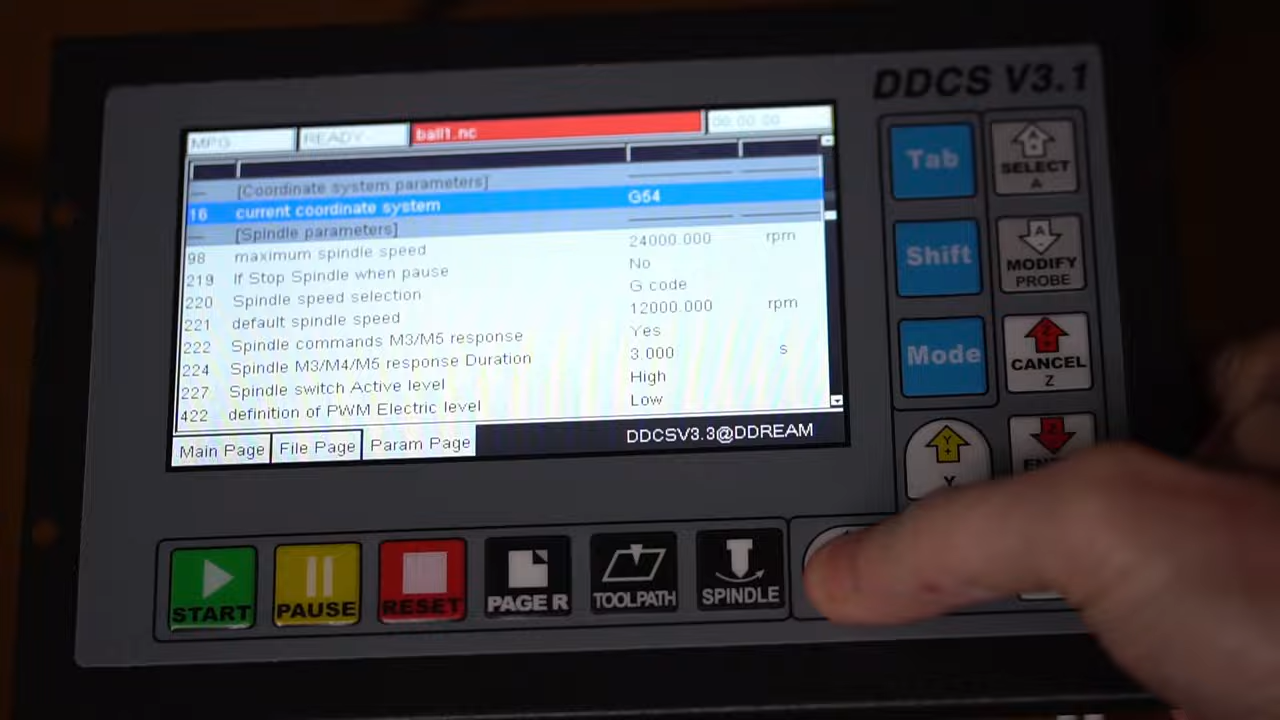 DDCS V3.1
MPG READY ball1.nc 00:00:00
[Coordinate system parameters]
16 current coordinate system G54
[Spindle parameters]
98 maximum spindle speed 24000.000 rpm
219 If Stop Spindle when pause No
220 Spindle speed selection G code
221 default spindle speed 12000.000 rpm
222 Spindle commands M3/M5 response Yes
224 Spindle M3/M4/M5 response Duration 3.000 s
227 Spindle switch Active level High
422 definition of PWM Electric level Low
Main Page File Page Param Page DDCSV3.3@DDREAM
Tab
A+
SELECT
A
Shift
A-
MODIFY
PROBE
Mode
Z+
CANCEL
Z
Y+
Y
Z-
START PAUSE RESET PAGE R TOOLPATH SPINDLE